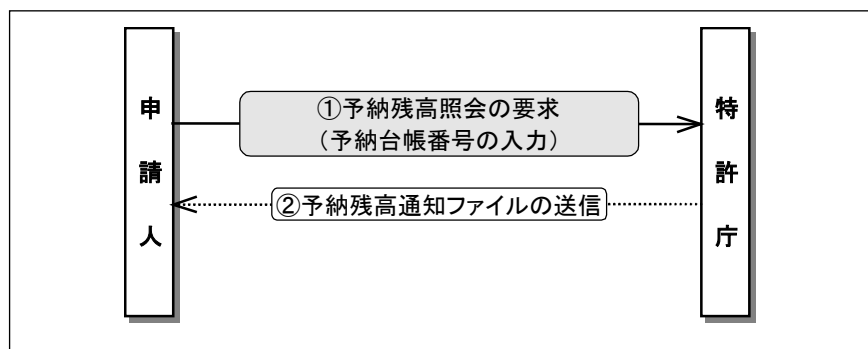 申請人
①予納残高照会の要求
(予納台帳番号の入力)
②予納残高通知ファイルの送信
特許庁